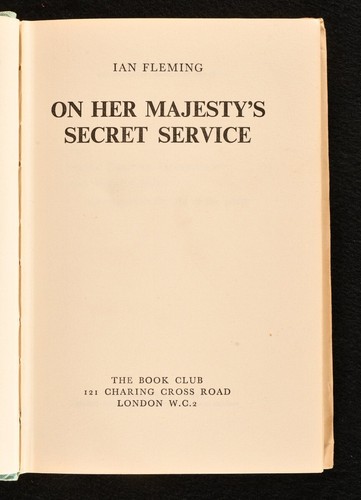 IAN FLEMING
ON HER MAJESTY'S
SECRET SERVICE
THE BOOK CLUB
121 CHARING CROSS ROAD
LONDON W.C.2